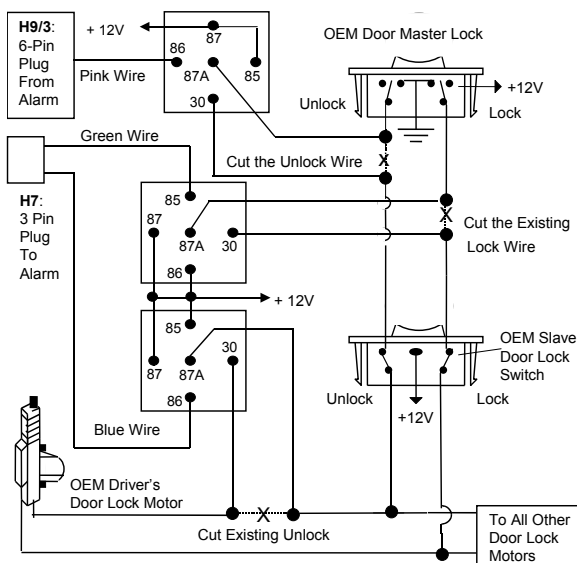 H9/3:
6-Pin
Plug
From
Alarm
+ 12V
87
86
87A
85
Pink Wire
30
OEM Door Master Lock
+12V
Unlock
Lock
Green Wire
Cut the Unlock Wire
X
H7:
3 Pin
Plug
To
Alarm
85
87
87A
30
86
X
Cut the Existing
Lock Wire
+ 12V
85
30
87
87A
86
OEM Slave
Door Lock
Switch
Unlock
Lock
+12V
Blue Wire
OEM Driver's
Door Lock Motor
X
Cut Existing Unlock
To All Other
Door Lock
Motors